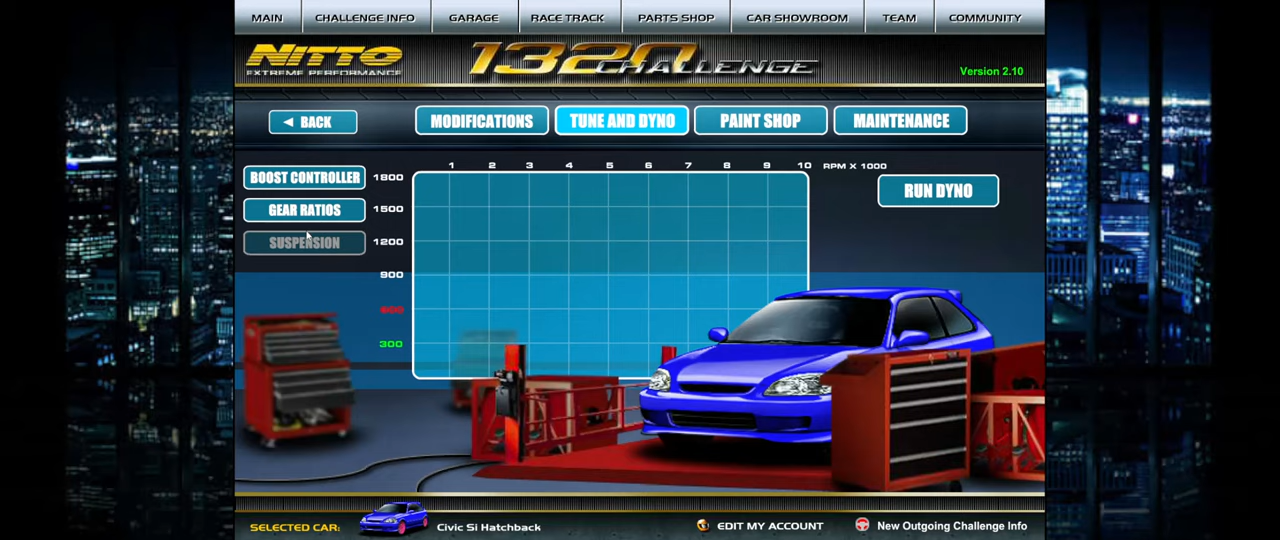 MAIN
CHALLENGE INFO
GARAGE
RACE TRACK
PARTS SHOP
CAR SHOWROOM
TEAM
COMMUNITY
NITTO
EXTREME PERFORMANCE
1320
CHALLENGE
Version 2.10
◄ BACK
MODIFICATIONS
TUNE AND DYNO
PAINT SHOP
MAINTENANCE
1 2 3 4 5 6 7 8 9 10 RPM X 1000
BOOST CONTROLLER
GEAR RATIOS
SUSPENSION
1800
1500
1200
900
600
300
RUN DYNO
SELECTED CAR:
Civic Si Hatchback
EDIT MY ACCOUNT
New Outgoing Challenge Info